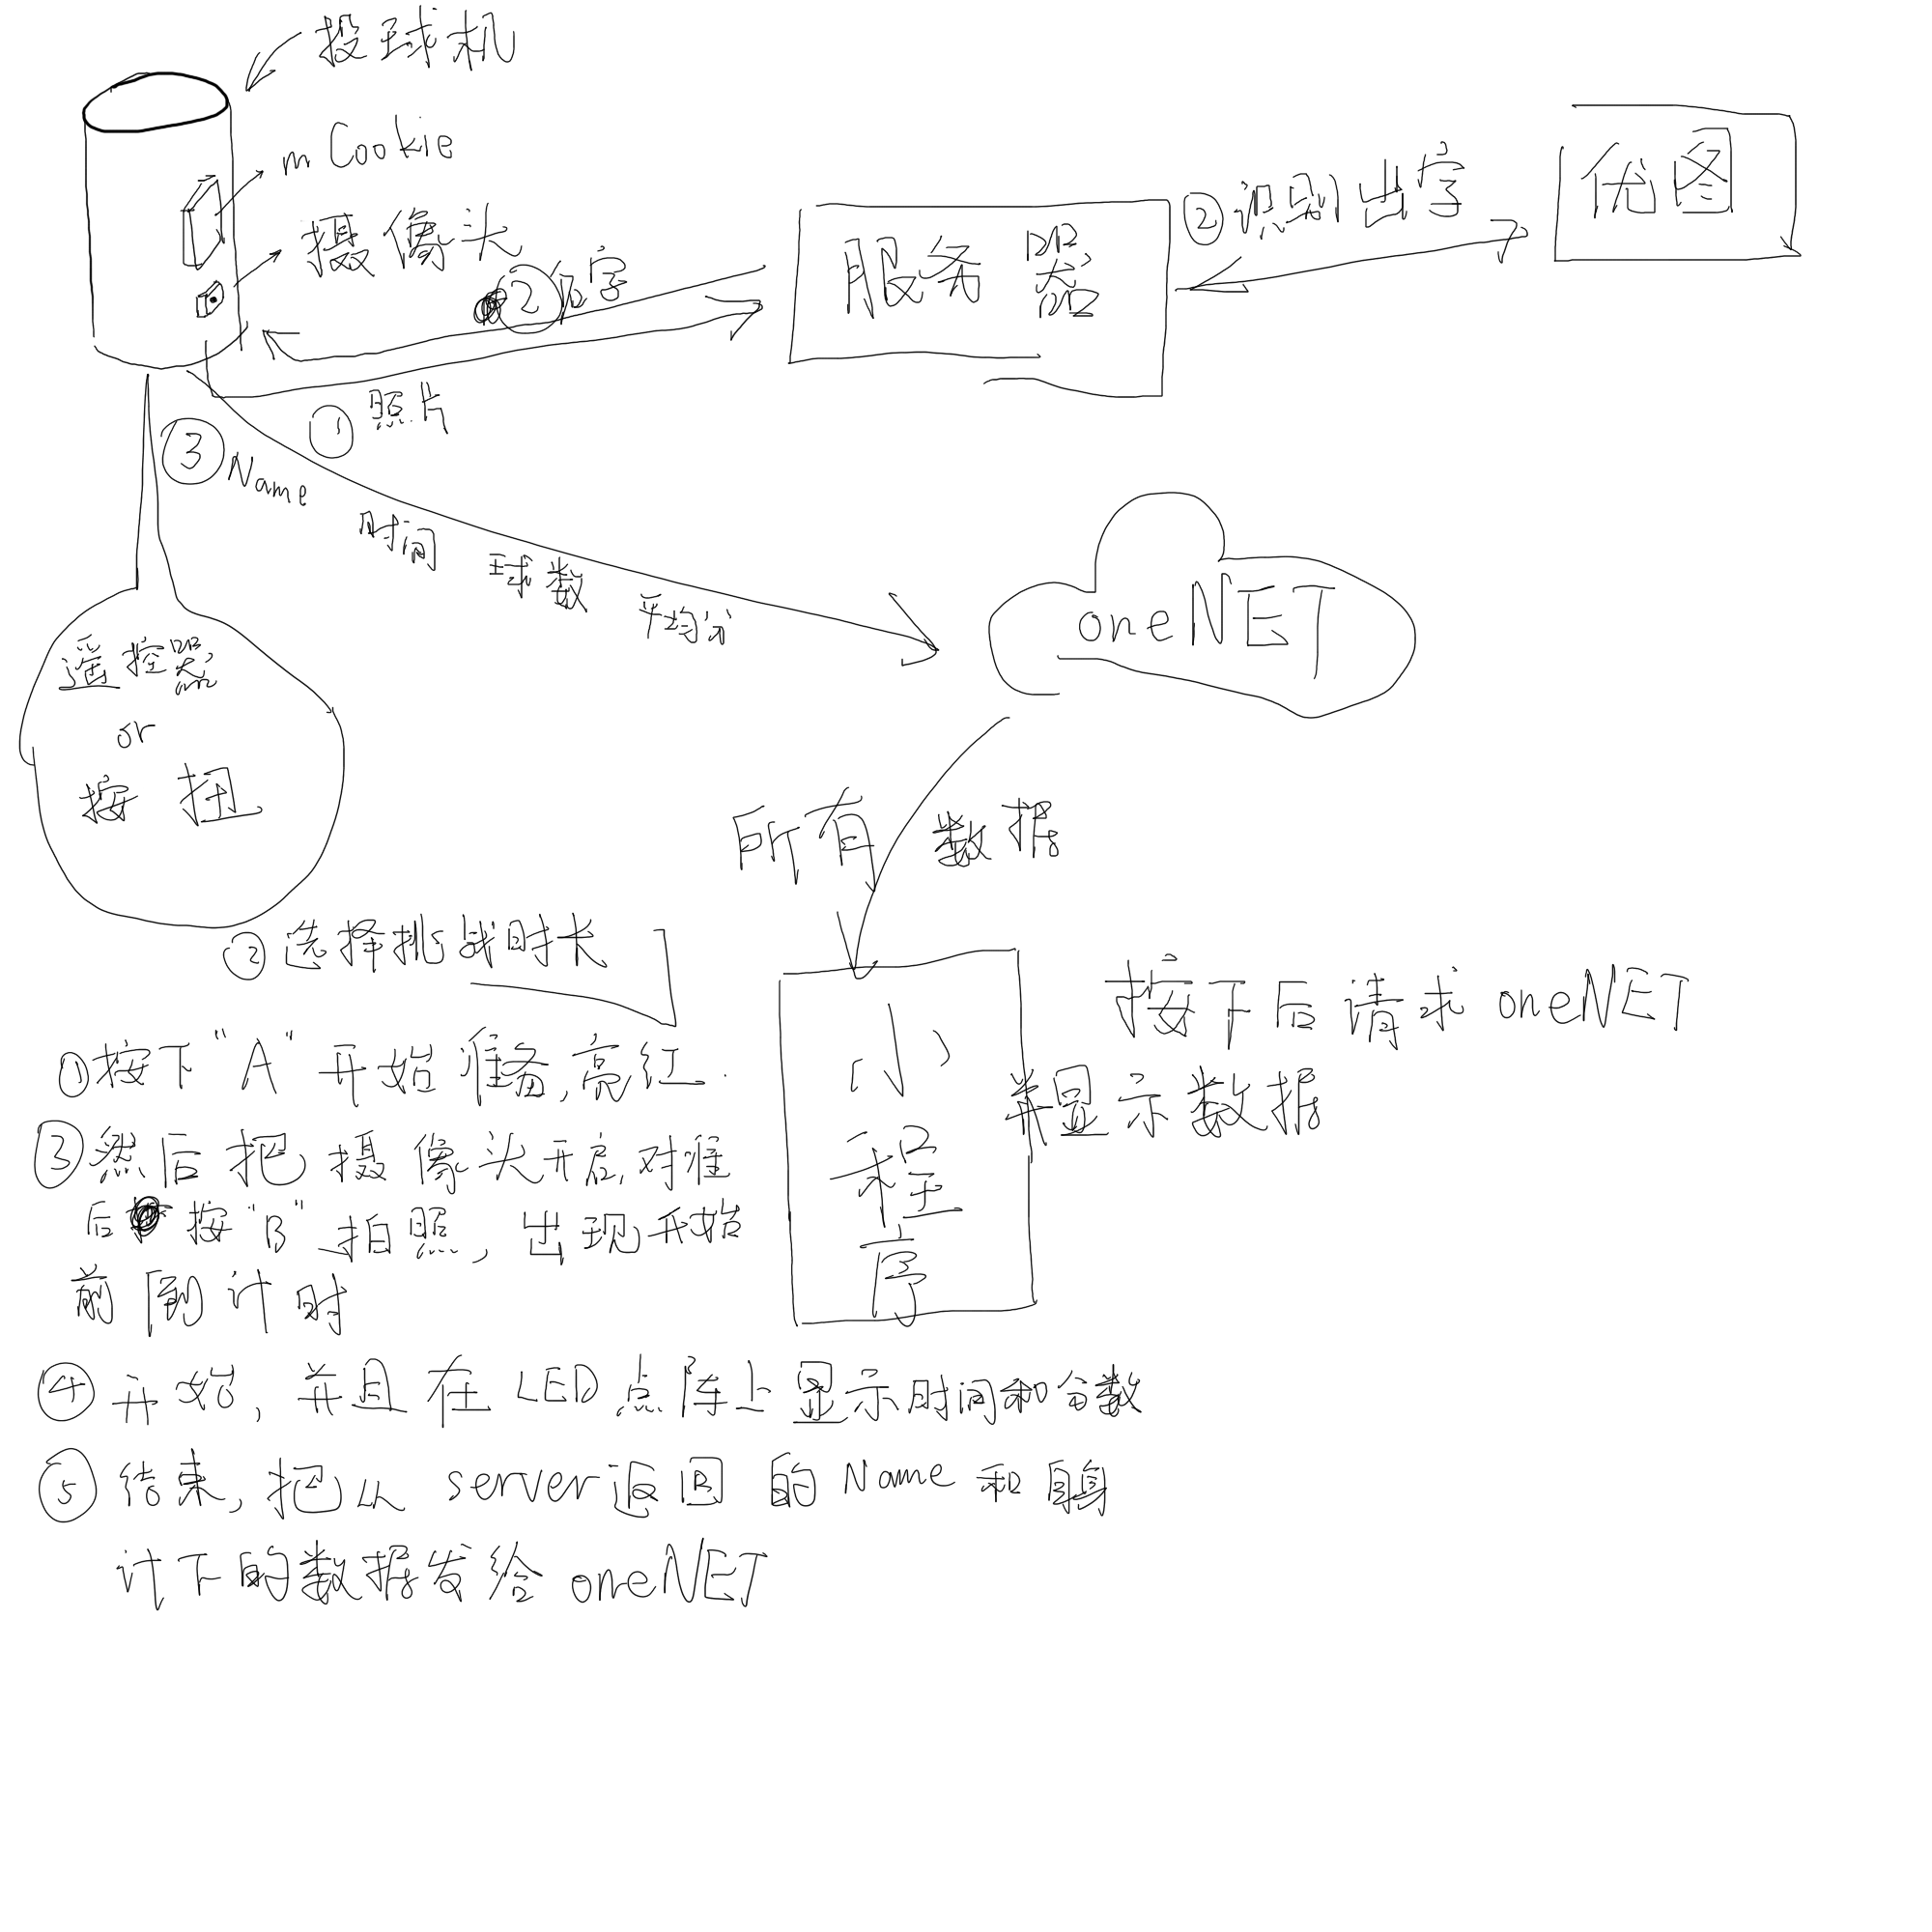 投球机
mCookie
摄像头
优图
②识别出字
服务器
②
字
①照片
③Name 时间 球数 平均分
oneNET
遥控器
or
按扭
所有数据
②选择挑战时长
小程序
按下后请求oneNET
并显示数据
①按下"A"开始准备,亮红.
③然后把摄像头开启,对准
后按"B"拍照,出现开始
前倒计时
④开始,并且在LED点阵上显示时间和分数
⑤结束,把从server返回的Name和自身
计下的数据发给oneNET